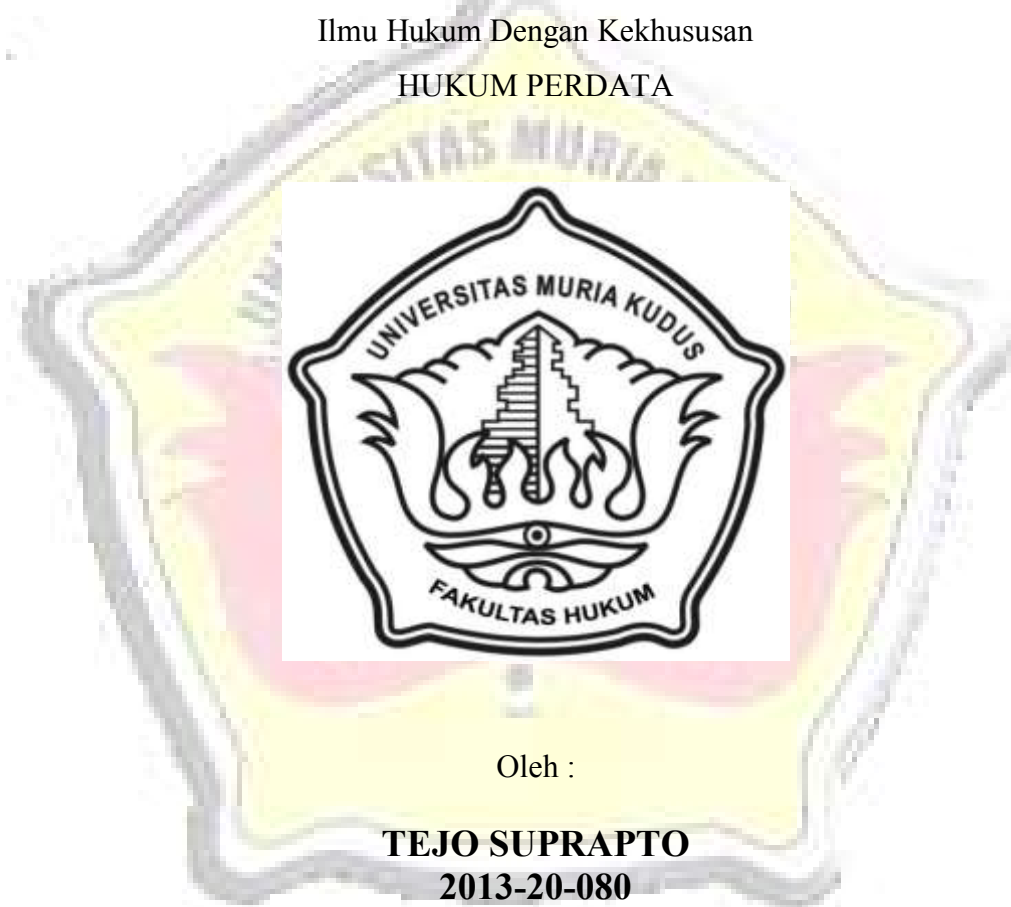 Ilmu Hukum Dengan Kekhususan
HUKUM PERDATA
UNIVERSITAS MURIA KUDUS
FAKULTAS HUKUM
Oleh :
TEJO SUPRAPTO
2013-20-080